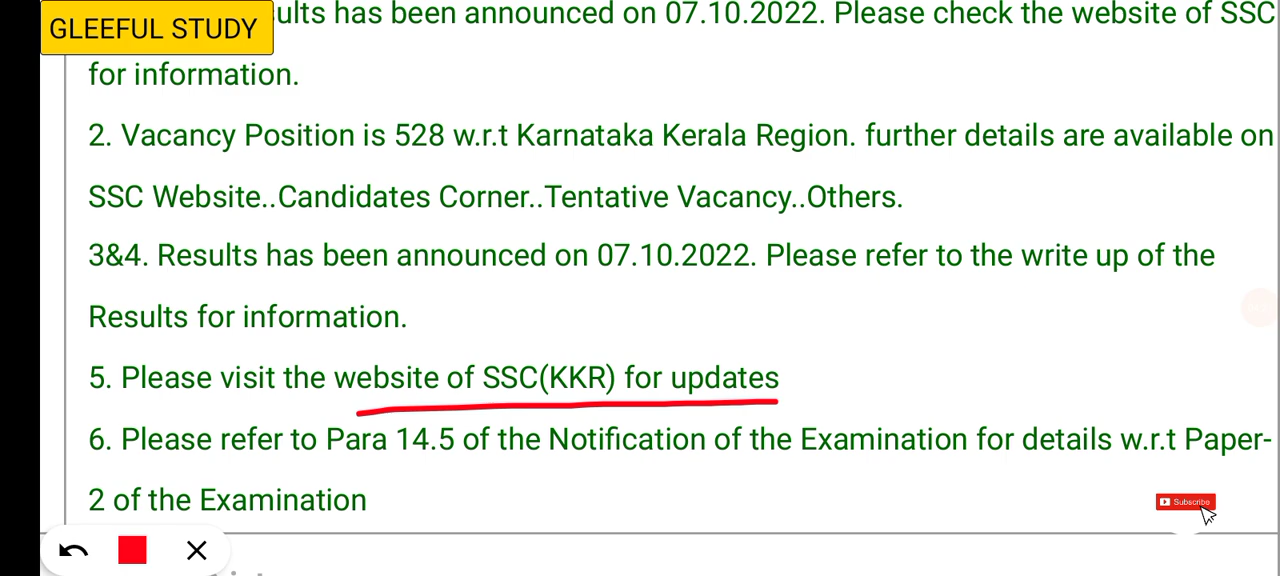 GLEEFUL STUDY
ults has been announced on 07.10.2022. Please check the website of SSC
for information.
2. Vacancy Position is 528 w.r.t Karnataka Kerala Region. further details are available on
SSC Website..Candidates Corner..Tentative Vacancy..Others.
3&4. Results has been announced on 07.10.2022. Please refer to the write up of the
Results for information.
5. Please visit the website of SSC(KKR) for updates
6. Please refer to Para 14.5 of the Notification of the Examination for details w.r.t Paper-
2 of the Examination
Subscribe